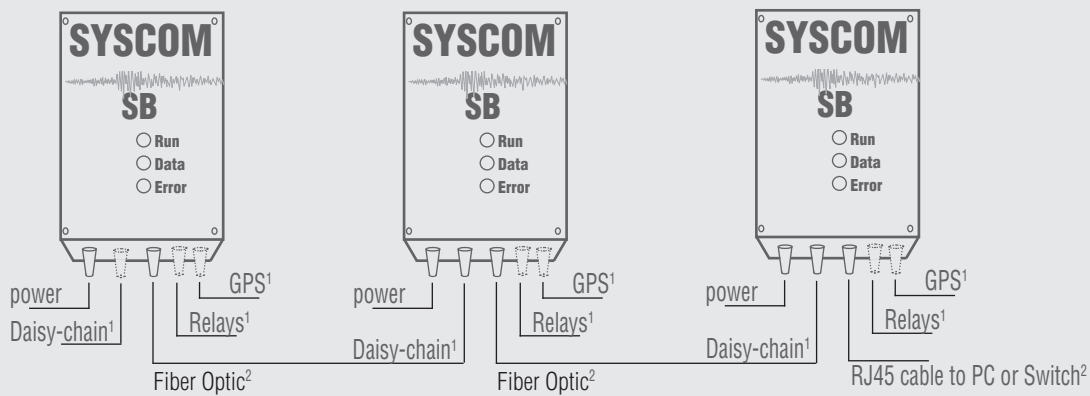 SYSCOM
SB
Run
Data
Error
power
Daisy-chain¹
Relays¹
GPS¹
Fiber Optic²
SYSCOM
SB
Run
Data
Error
power
Daisy-chain¹
Relays¹
GPS¹
Fiber Optic²
SYSCOM
SB
Run
Data
Error
power
Daisy-chain¹
Relays¹
GPS¹
RJ45 cable to PC or Switch²